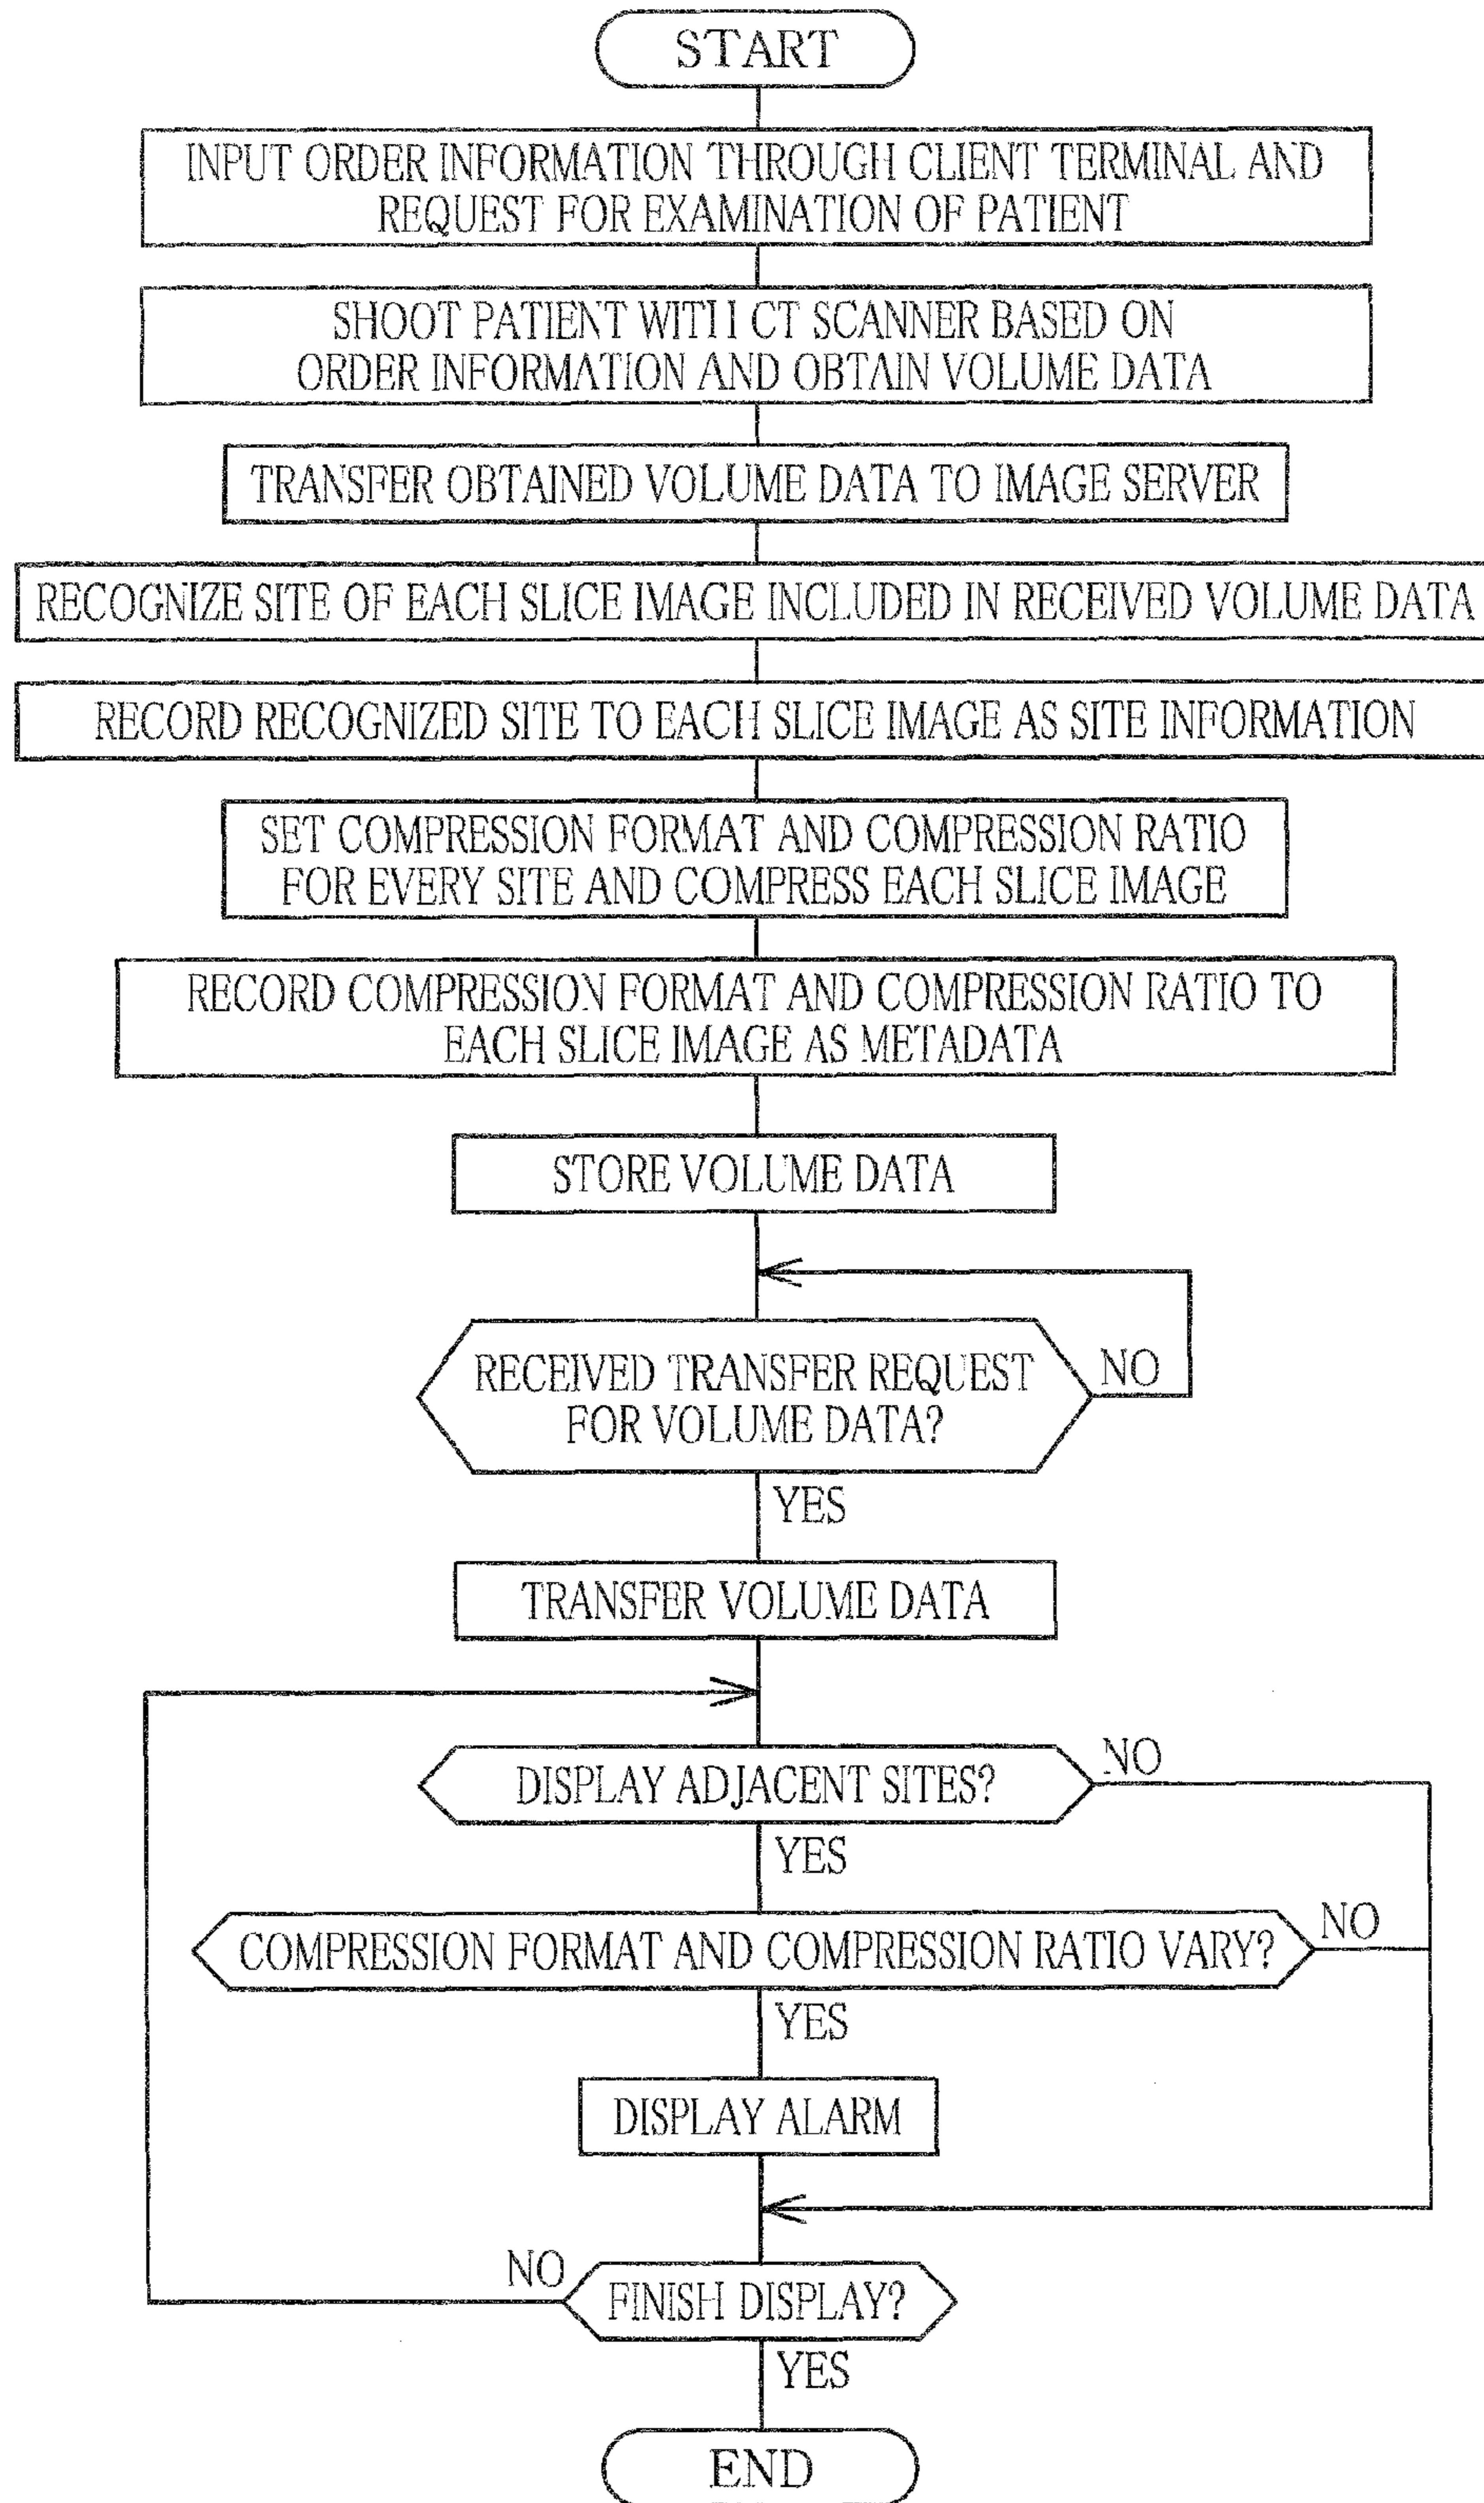 START
INPUT ORDER INFORMATION THROUGH CLIENT TERMINAL AND
REQUEST FOR EXAMINATION OF PATIENT
SHOOT PATIENT WITH CT SCANNER BASED ON
ORDER INFORMATION AND OBTAIN VOLUME DATA
TRANSFER OBTAINED VOLUME DATA TO IMAGE SERVER
RECOGNIZE SITE OF EACH SLICE IMAGE INCLUDED IN RECEIVED VOLUME DATA
RECORD RECOGNIZED SITE TO EACH SLICE IMAGE AS SITE INFORMATION
SET COMPRESSION FORMAT AND COMPRESSION RATIO
FOR EVERY SITE AND COMPRESS EACH SLICE IMAGE
RECORD COMPRESSION FORMAT AND COMPRESSION RATIO TO
EACH SLICE IMAGE AS METADATA
STORE VOLUME DATA
RECEIVED TRANSFER REQUEST
FOR VOLUME DATA?
NO
YES
TRANSFER VOLUME DATA
DISPLAY ADJACENT SITES?
NO
YES
COMPRESSION FORMAT AND COMPRESSION RATIO VARY?
NO
YES
DISPLAY ALARM
NO
FINISH DISPLAY?
YES
END